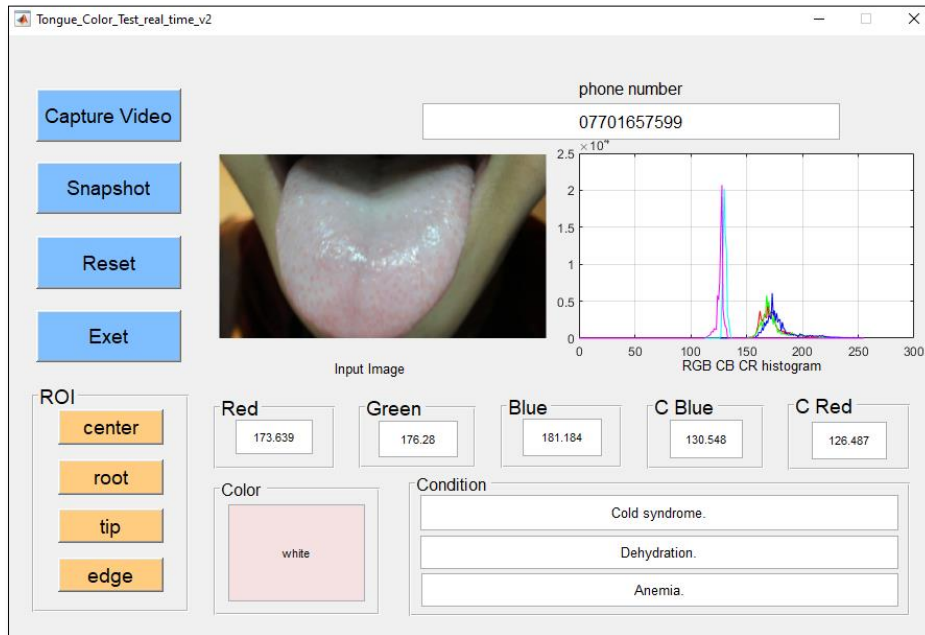 Tongue_Color_Test_real_time_v2
phone number
07701657599
Capture Video
Snapshot
Reset
Exet
Input Image
×10⁴
2.5
2
1.5
1
0.5
0
0 50 100 150 200 250 300
RGB CB CR histogram
ROI
center
root
tip
edge
Red
173.639
Green
176.28
Blue
181.184
C Blue
130.548
C Red
126.487
Color
white
Condition
Cold syndrome.
Dehydration.
Anemia.